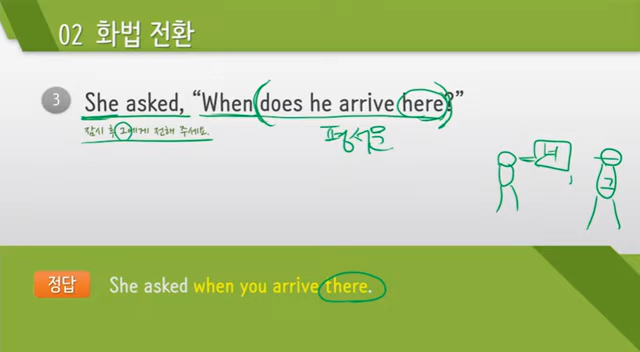 02 화법 전환
3 She asked, “When does he arrive here?”
잠시 후 그에게 전해 주세요.
평서문
너
그
정답 She asked when you arrive there.